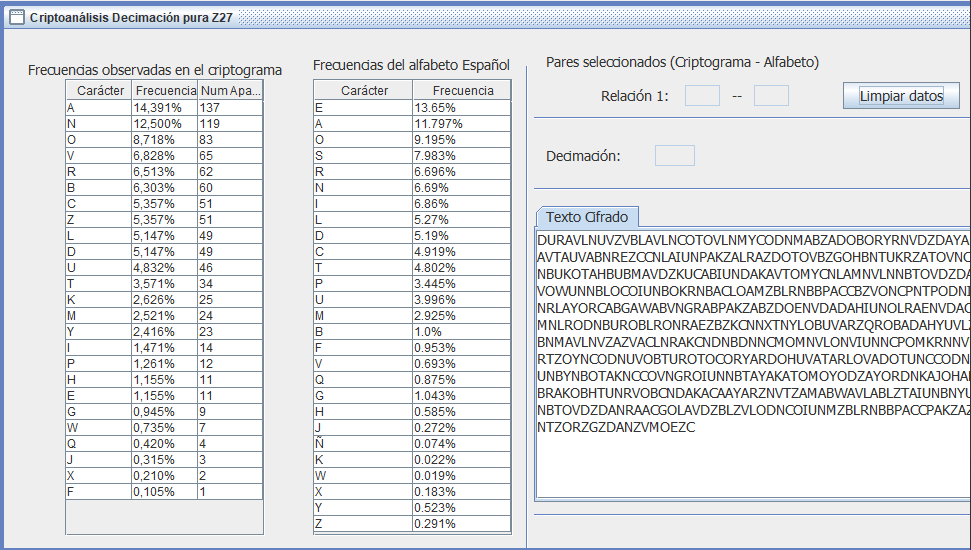 Criptoanálisis Decimación pura Z27
Frecuencias observadas en el criptograma
Carácter Frecuencia Num Apa...
A 14,391% 137
N 12,500% 119
O 8,718% 83
V 6,828% 65
R 6,513% 62
B 6,303% 60
C 5,357% 51
Z 5,357% 51
L 5,147% 49
D 5,147% 49
U 4,832% 46
T 3,571% 34
K 2,626% 25
M 2,521% 24
Y 2,416% 23
I 1,471% 14
P 1,261% 12
H 1,155% 11
E 1,155% 11
G 0,945% 9
W 0,735% 7
Q 0,420% 4
J 0,315% 3
X 0,210% 2
F 0,105% 1
Frecuencias del alfabeto Español
Carácter Frecuencia
E 13.65%
A 11.797%
O 9.195%
S 7.983%
R 6.696%
N 6.69%
I 6.86%
L 5.27%
D 5.19%
C 4.919%
T 4.802%
P 3.445%
U 3.996%
M 2.925%
B 1.0%
F 0.953%
V 0.693%
Q 0.875%
G 1.043%
H 0.585%
J 0.272%
Ñ 0.074%
K 0.022%
W 0.019%
X 0.183%
Y 0.523%
Z 0.291%
Pares seleccionados (Criptograma - Alfabeto)
Relación 1: -- Limpiar datos
Decimación:
Texto Cifrado
DURAVLNUVZVBLAVLNCOTOVLNMYCODNMABZADOBORYRNVDZDAYA
AVTAUVABNREZCCNLAIUNPAKZALRAZDOTOVBZGOHBNTUKRZATOVNC
NBUKOTAHBUBMAVDZKUCABIUNDAKAVTOMYCNLAMNVLNNBTOVDZDA
VOWUNNBLOCOIUNBOKRNBACLOAMZBLRNBBPACCBZVONCPNTPODNI
NRLAYORCABGAWABVNGRABPAKZABZDOENVDADAHIUNOLRAENVDAC
MNLRODNBUROBLRONRAEZBZKCNNXTNYLOBUVARZQROBADAHYUVLZ
BNMAVLNVZAZVACLNRAKCNDNBDNNCMOMNVLONVIUNNCPOMKRNNV
RTZOYNCODNUVOBTUROTOCORYARDOHUVATARLOVADOTUNCCODN
UNBYNBOTAKNCCOVNGROIUNNBTAYAKATOMOYODZAYORDNKAJOHAI
BRAKOBHTUNRVOBCNDAKACAAYARZNVTZAMABWAVLABLZTAIUNBNYU
NBTOVDZDANRAACGOLAVDZBLZVLODNCOIUNMZBLRNBBPACCPAKZAZ
NTZORZGZDANZVMOEZC